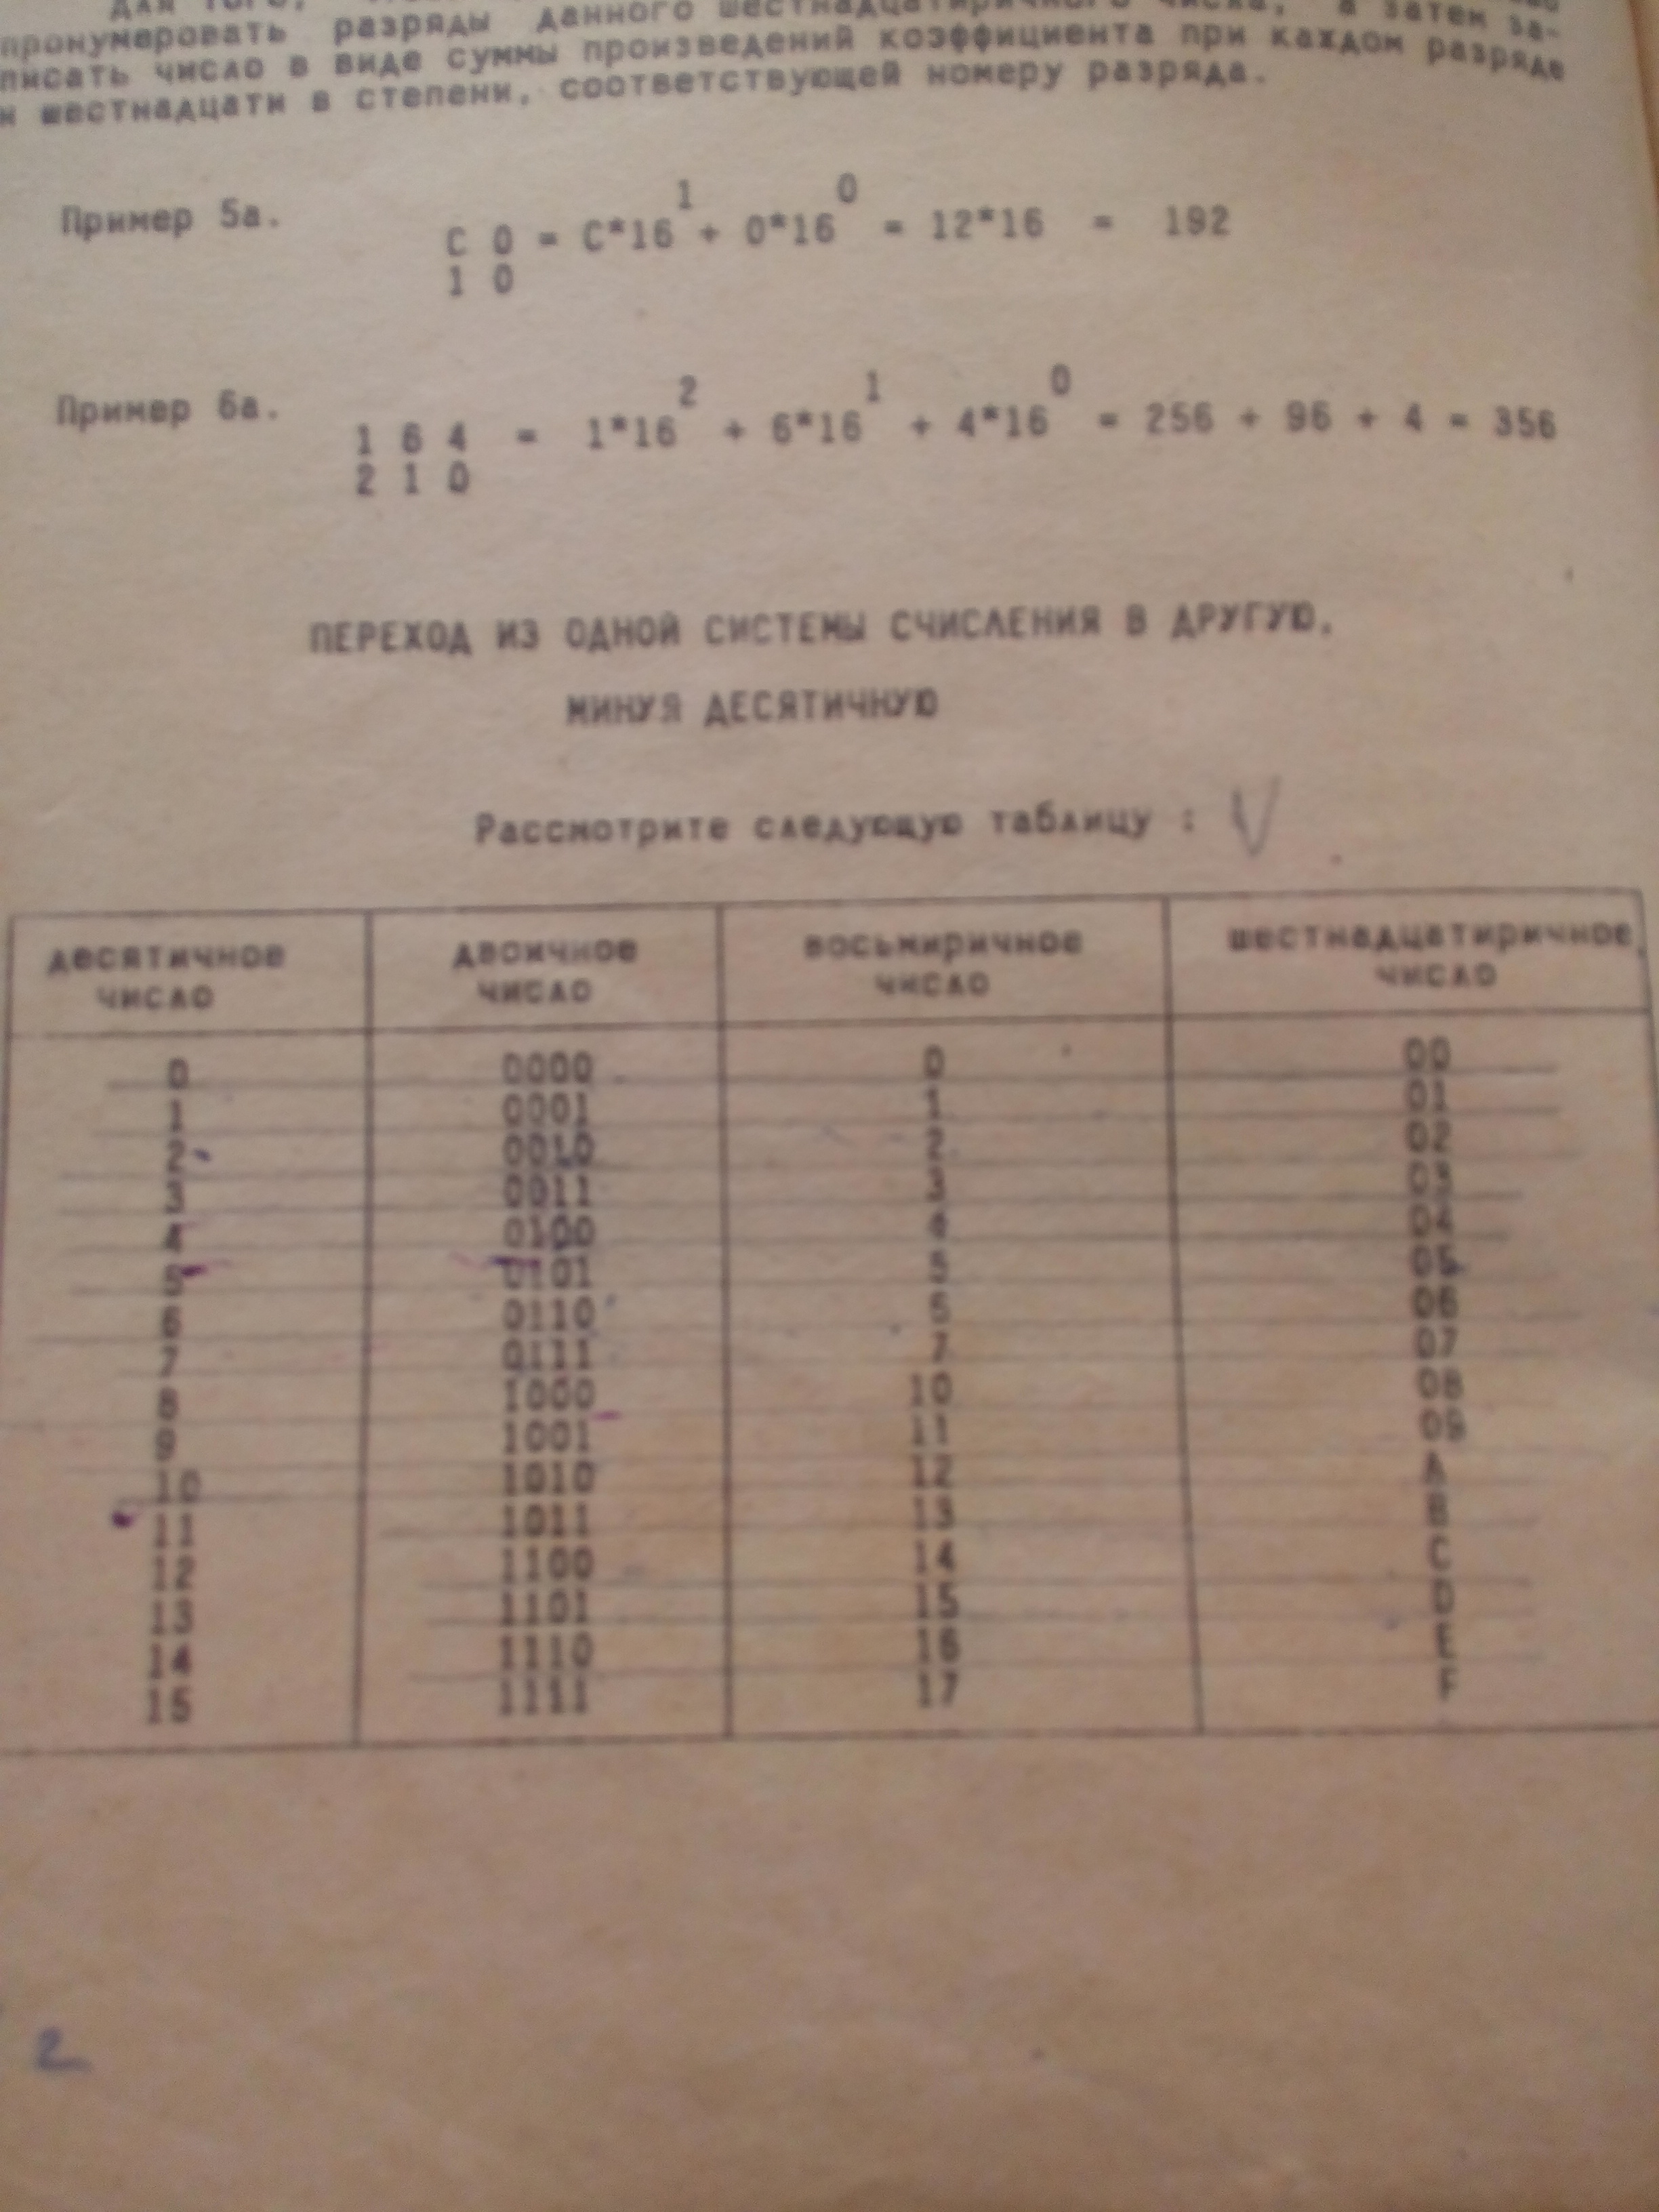 для того,
пронумеровать разряды данного шестнадцатиричного числа, а затем за-
писать число в виде суммы произведений коэффициента при каждом разряде
и шестнадцати в степени, соответствующей номеру разряда.
1 0
Пример 5а. C 0 = C*16 + 0*16 = 12*16 = 192
1 0
2 1 0
Пример 6а. 1 6 4 = 1*16 + 6*16 + 4*16 = 256 + 96 + 4 = 356
2 1 0
ПЕРЕХОД ИЗ ОДНОЙ СИСТЕМЫ СЧИСЛЕНИЯ В ДРУГУЮ,
МИНУЯ ДЕСЯТИЧНУЮ
Рассмотрите следующую таблицу : V
десятичное двоичное восьмиричное шестнадцатиричное
число число число число
0 0000 0 00
1 0001 1 01
2 0010 2 02
3 0011 3 03
4 0100 4 04
5 0101 5 05
6 0110 6 06
7 0111 7 07
8 1000 10 08
9 1001 11 09
10 1010 12 A
11 1011 13 B
12 1100 14 C
13 1101 15 D
14 1110 16 E
15 1111 17 F
2